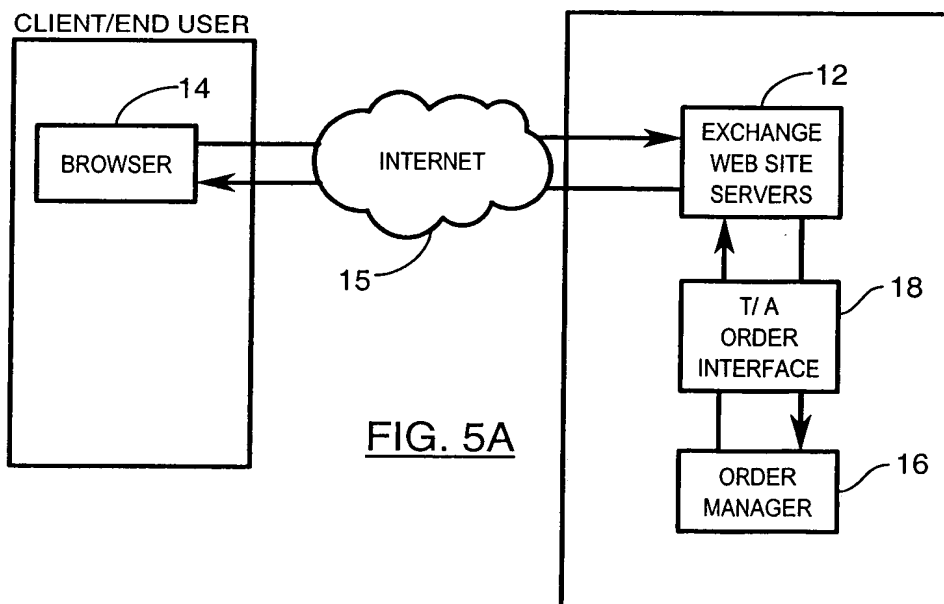 CLIENT/END USER
14
BROWSER
INTERNET
15
12
EXCHANGE
WEB SITE
SERVERS
18
T/A
ORDER
INTERFACE
16
ORDER
MANAGER
FIG. 5A